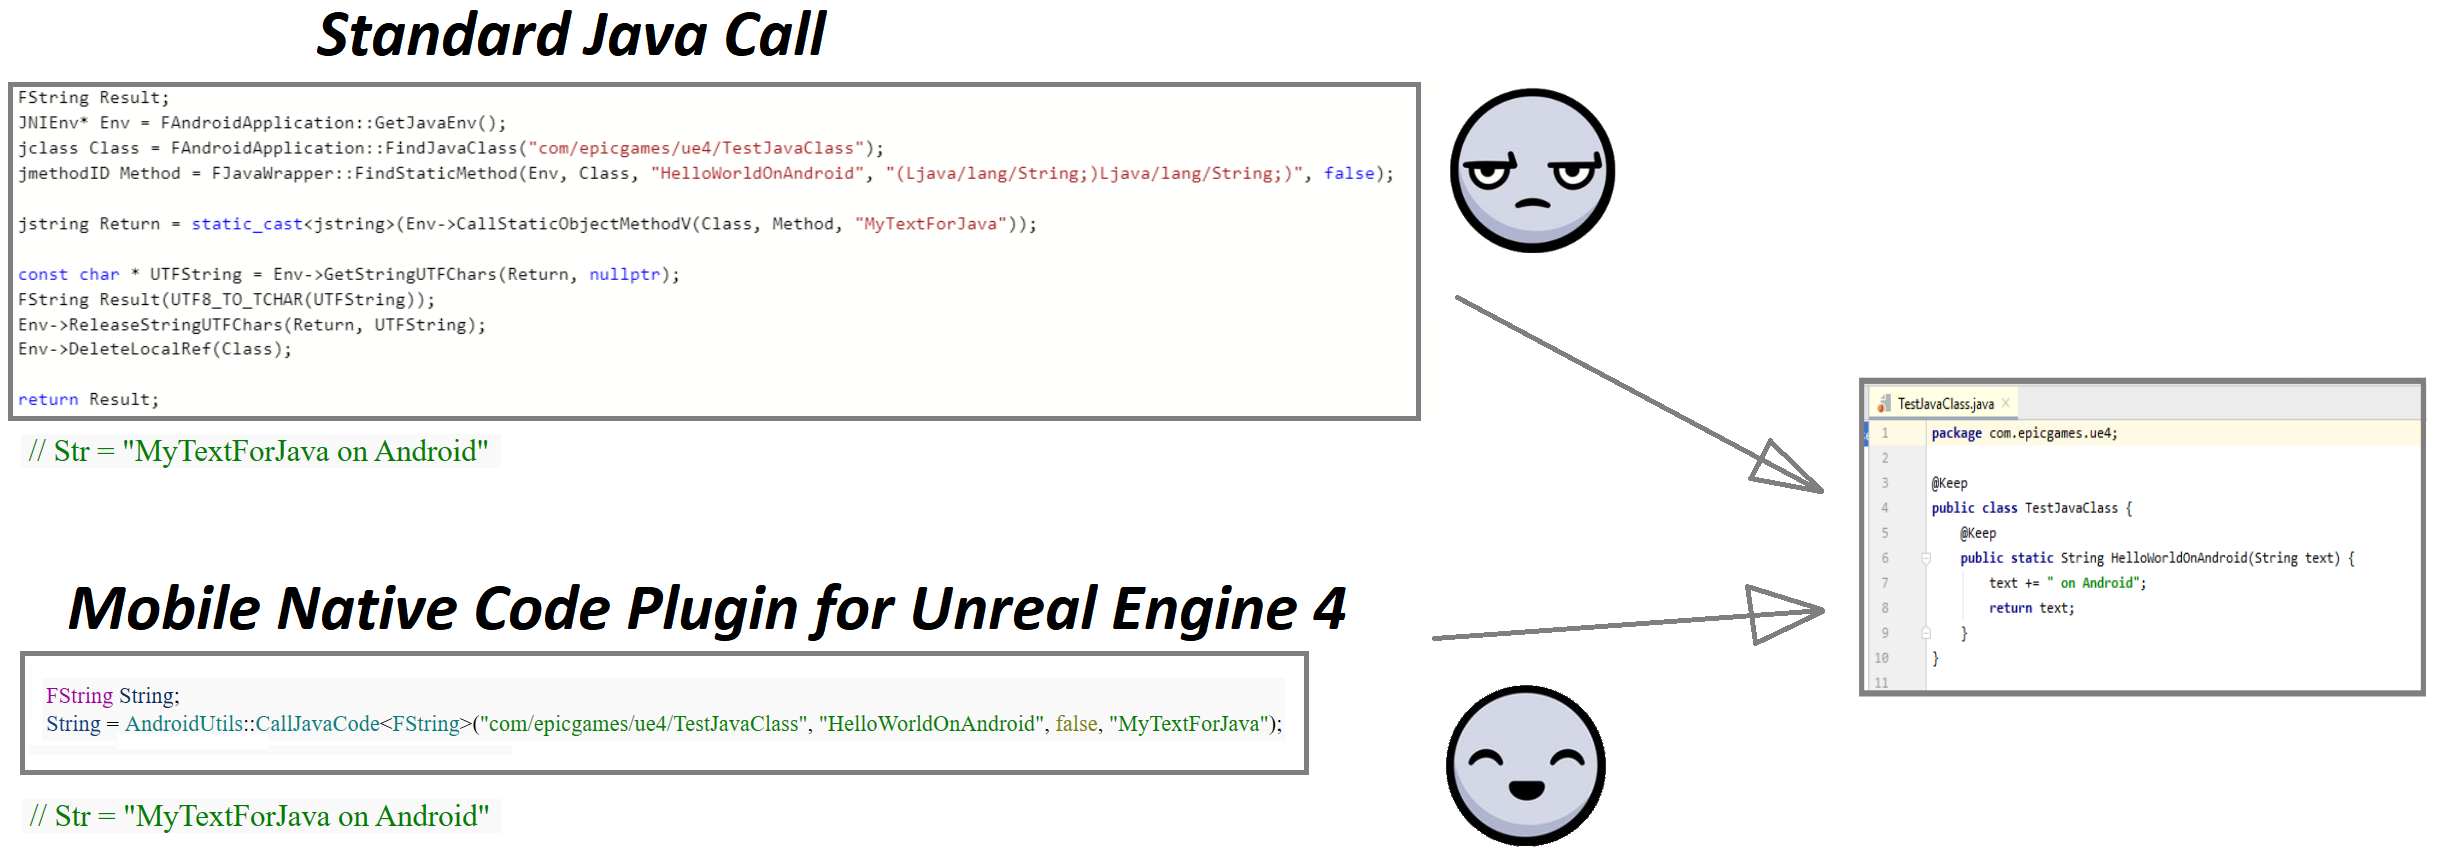 Standard Java Call
FString Result;
JNIEnv* Env = FAndroidApplication::GetJavaEnv();
jclass Class = FAndroidApplication::FindJavaClass("com/epicgames/ue4/TestJavaClass");
jmethodID Method = FJavaWrapper::FindStaticMethod(Env, Class, "HelloWorldOnAndroid", "(Ljava/lang/String;)Ljava/lang/String;)", false);
jstring Return = static_cast<jstring>(Env->CallStaticObjectMethodV(Class, Method, "MyTextForJava"));
const char * UTFString = Env->GetStringUTFChars(Return, nullptr);
FString Result(UTF8_TO_TCHAR(UTFString));
Env->ReleaseStringUTFChars(Return, UTFString);
Env->DeleteLocalRef(Class);
return Result;
// Str = "MyTextForJava on Android"
Mobile Native Code Plugin for Unreal Engine 4
FString String;
String = AndroidUtils::CallJavaCode<FString>("com/epicgames/ue4/TestJavaClass", "HelloWorldOnAndroid", false, "MyTextForJava");
// Str = "MyTextForJava on Android"
TestJavaClass.java
1 package com.epicgames.ue4;
2
3 @Keep
4 public class TestJavaClass {
5 @Keep
6 public static String HelloWorldOnAndroid(String text) {
7 text += " on Android";
8 return text;
9 }
10 }
11